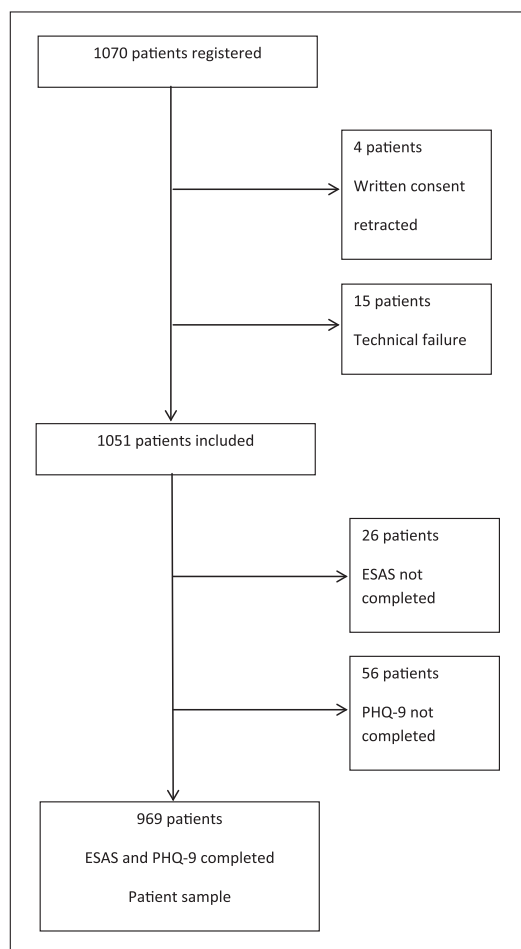 1070 patients registered
4 patients
Written consent
retracted
15 patients
Technical failure
1051 patients included
26 patients
ESAS not
completed
56 patients
PHQ-9 not
completed
969 patients
ESAS and PHQ-9 completed
Patient sample